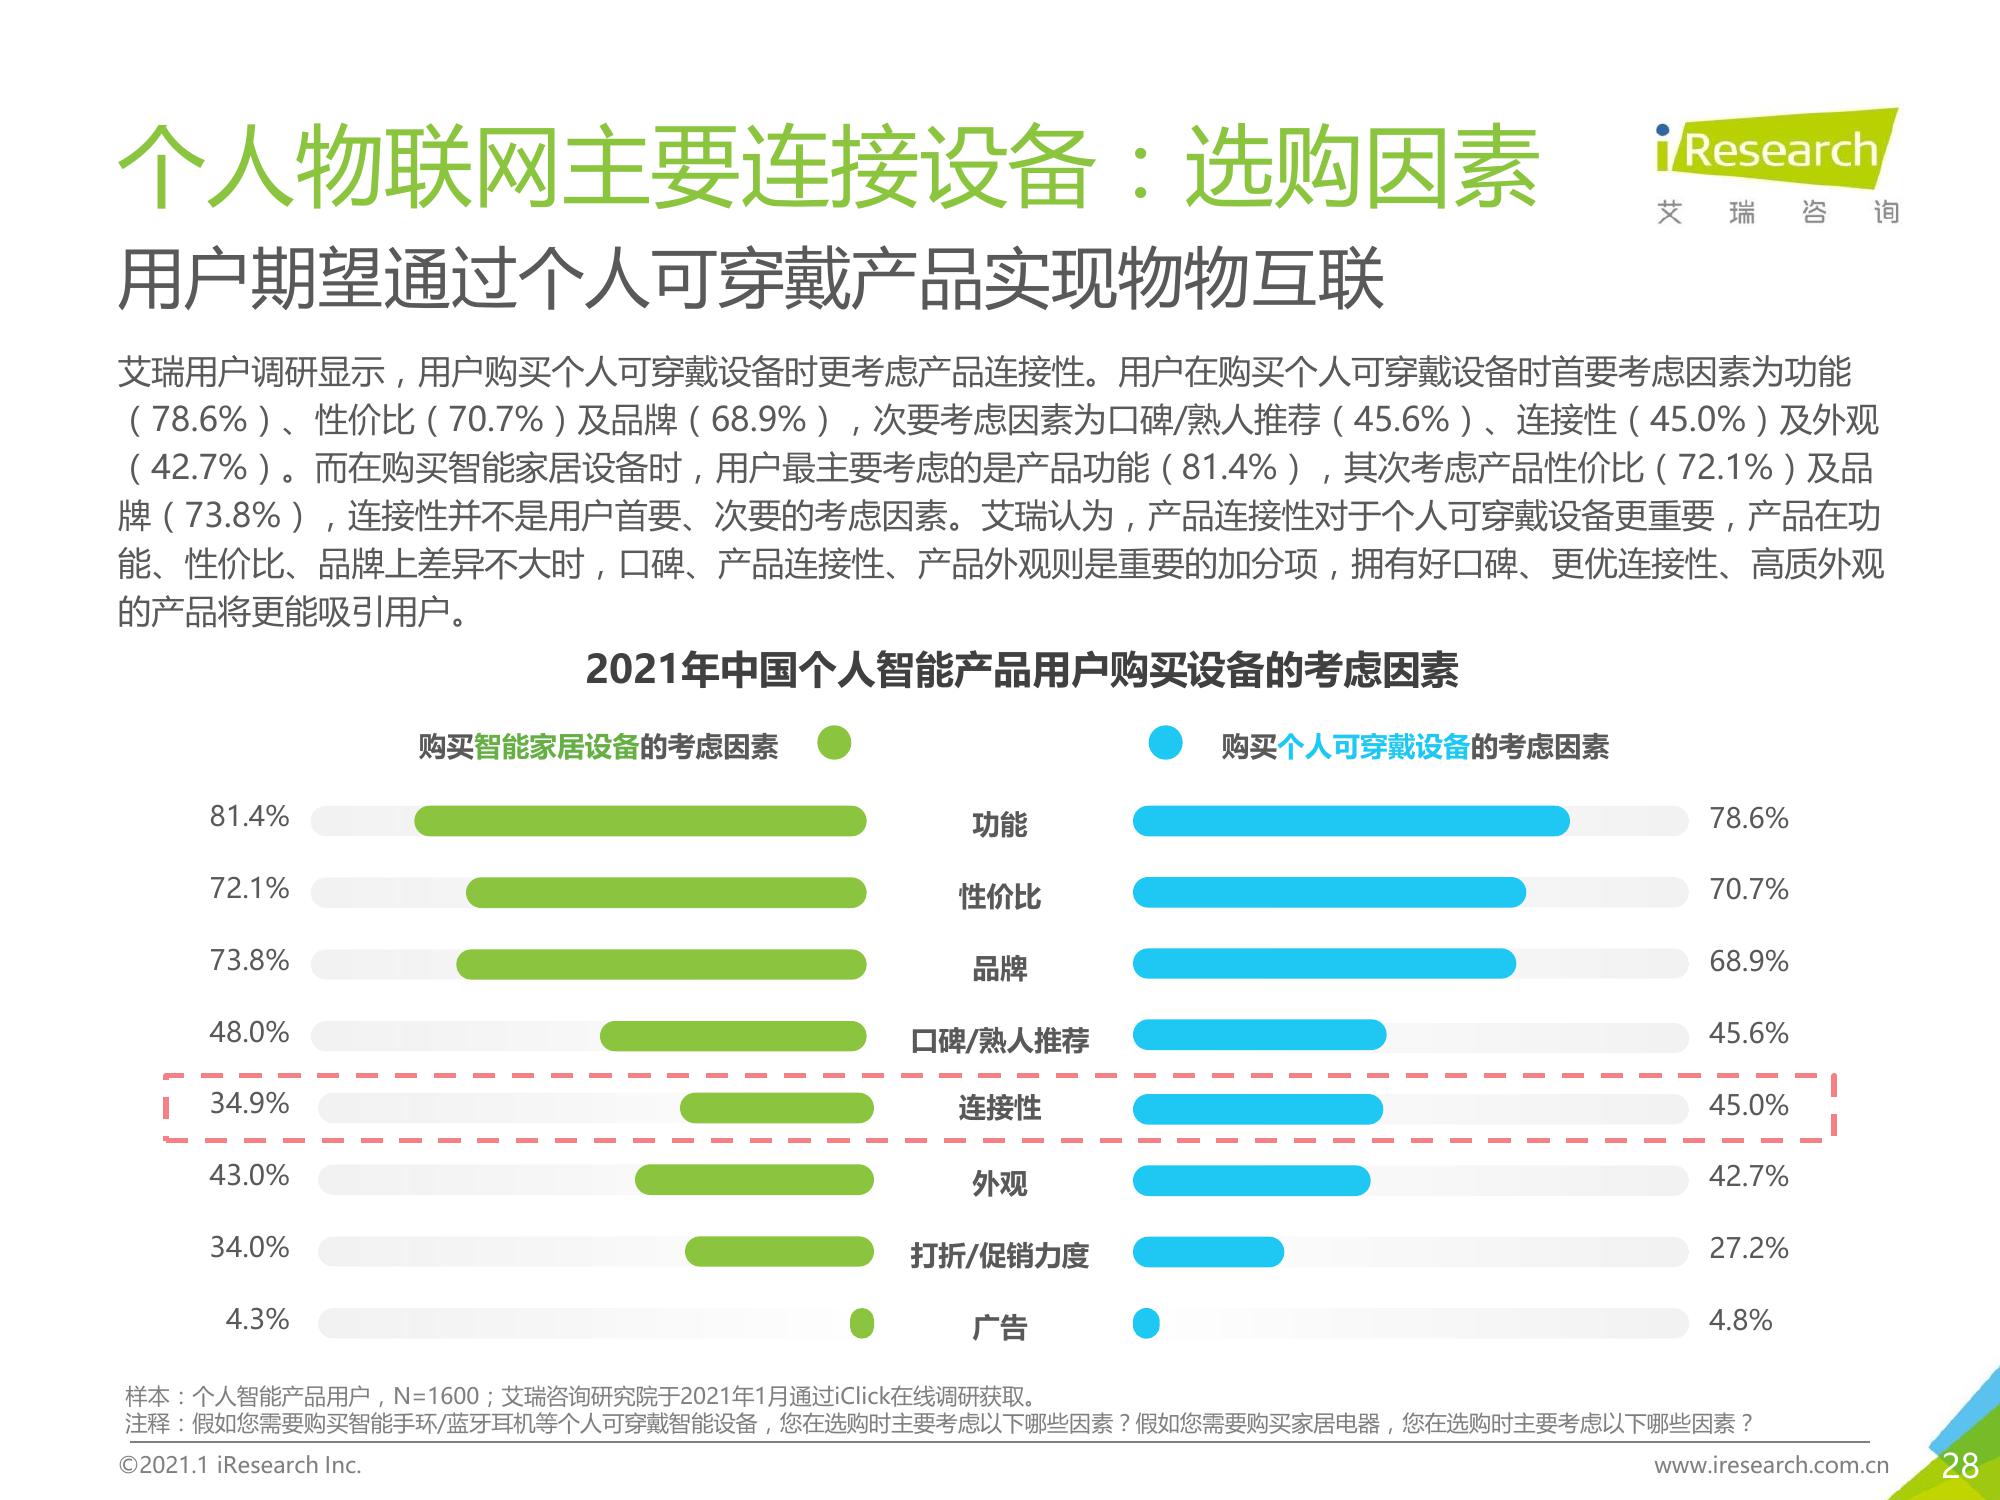 个人物联网主要连接设备：选购因素
iResearch
艾瑞咨询
用户期望通过个人可穿戴产品实现物物互联
艾瑞用户调研显示，用户购买个人可穿戴设备时更考虑产品连接性。用户在购买个人可穿戴设备时首要考虑因素为功能
（78.6%）、性价比（70.7%）及品牌（68.9%），次要考虑因素为口碑/熟人推荐（45.6%）、连接性（45.0%）及外观
（42.7%）。而在购买智能家居设备时，用户最主要考虑的是产品功能（81.4%），其次考虑产品性价比（72.1%）及品
牌（73.8%），连接性并不是用户首要、次要的考虑因素。艾瑞认为，产品连接性对于个人可穿戴设备更重要，产品在功
能、性价比、品牌上差异不大时，口碑、产品连接性、产品外观则是重要的加分项，拥有好口碑、更优连接性、高质外观
的产品将更能吸引用户。
2021年中国个人智能产品用户购买设备的考虑因素
购买智能家居设备的考虑因素 购买个人可穿戴设备的考虑因素
81.4% 功能 78.6%
72.1% 性价比 70.7%
73.8% 品牌 68.9%
48.0% 口碑/熟人推荐 45.6%
34.9% 连接性 45.0%
43.0% 外观 42.7%
34.0% 打折/促销力度 27.2%
4.3% 广告 4.8%
样本：个人智能产品用户，N=1600；艾瑞咨询研究院于2021年1月通过iClick在线调研获取。
注释：假如您需要购买智能手环/蓝牙耳机等个人可穿戴智能设备，您在选购时主要考虑以下哪些因素？假如您需要购买家居电器，您在选购时主要考虑以下哪些因素？
©2021.1 iResearch Inc. www.iresearch.com.cn 28